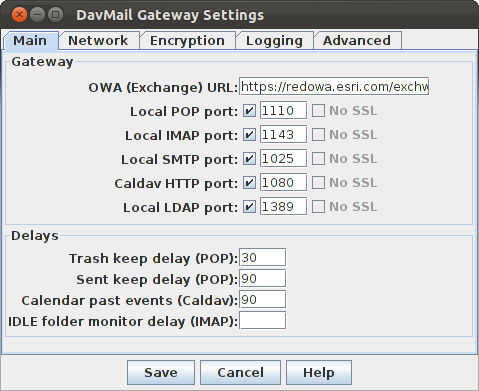 DavMail Gateway Settings
Main Network Encryption Logging Advanced
Gateway
OWA (Exchange) URL: https://redowa.esri.com/exchw
Local POP port: 1110 No SSL
Local IMAP port: 1143 No SSL
Local SMTP port: 1025 No SSL
Caldav HTTP port: 1080 No SSL
Local LDAP port: 1389 No SSL
Delays
Trash keep delay (POP): 30
Sent keep delay (POP): 90
Calendar past events (Caldav): 90
IDLE folder monitor delay (IMAP):
Save Cancel Help